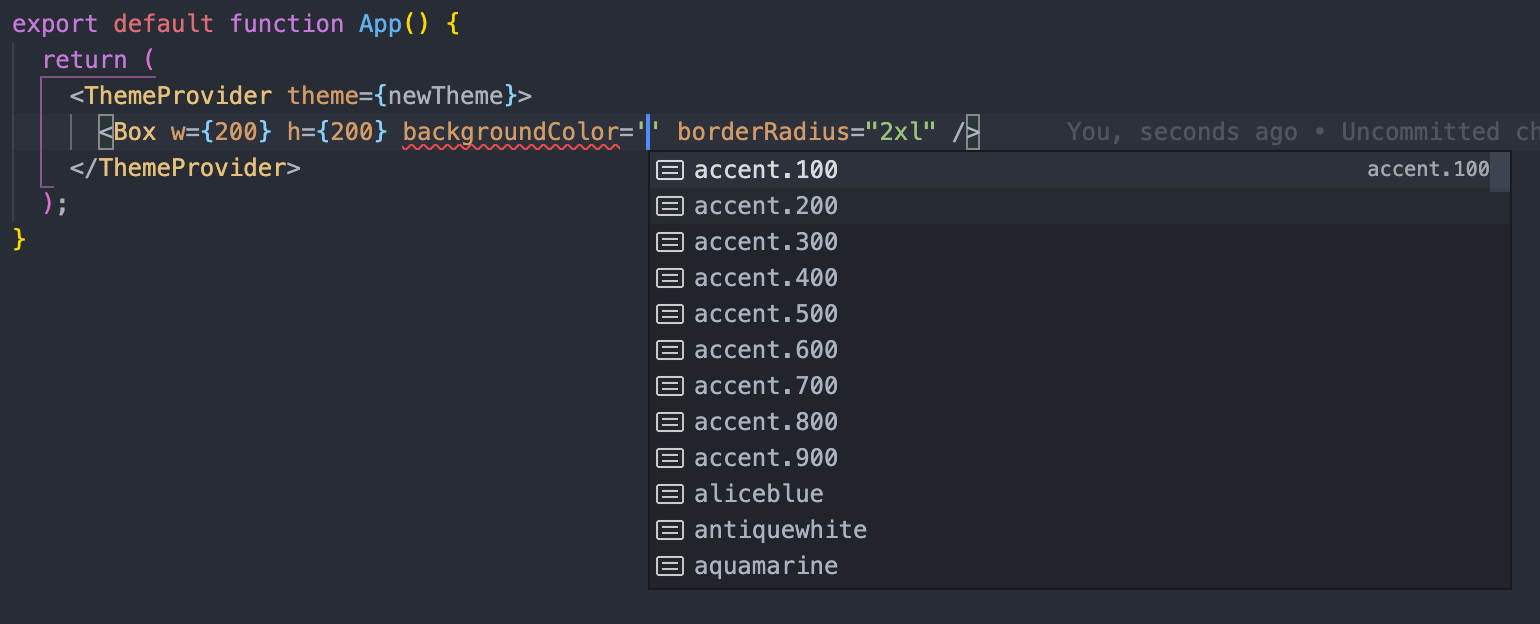 export default function App() {
return (
<ThemeProvider theme={newTheme}>
<Box w={200} h={200} backgroundColor='' borderRadius="2xl" /> You, seconds ago • Uncommitted ch
</ThemeProvider>
);
}
accent.100 accent.100
accent.200
accent.300
accent.400
accent.500
accent.600
accent.700
accent.800
accent.900
aliceblue
antiquewhite
aquamarine